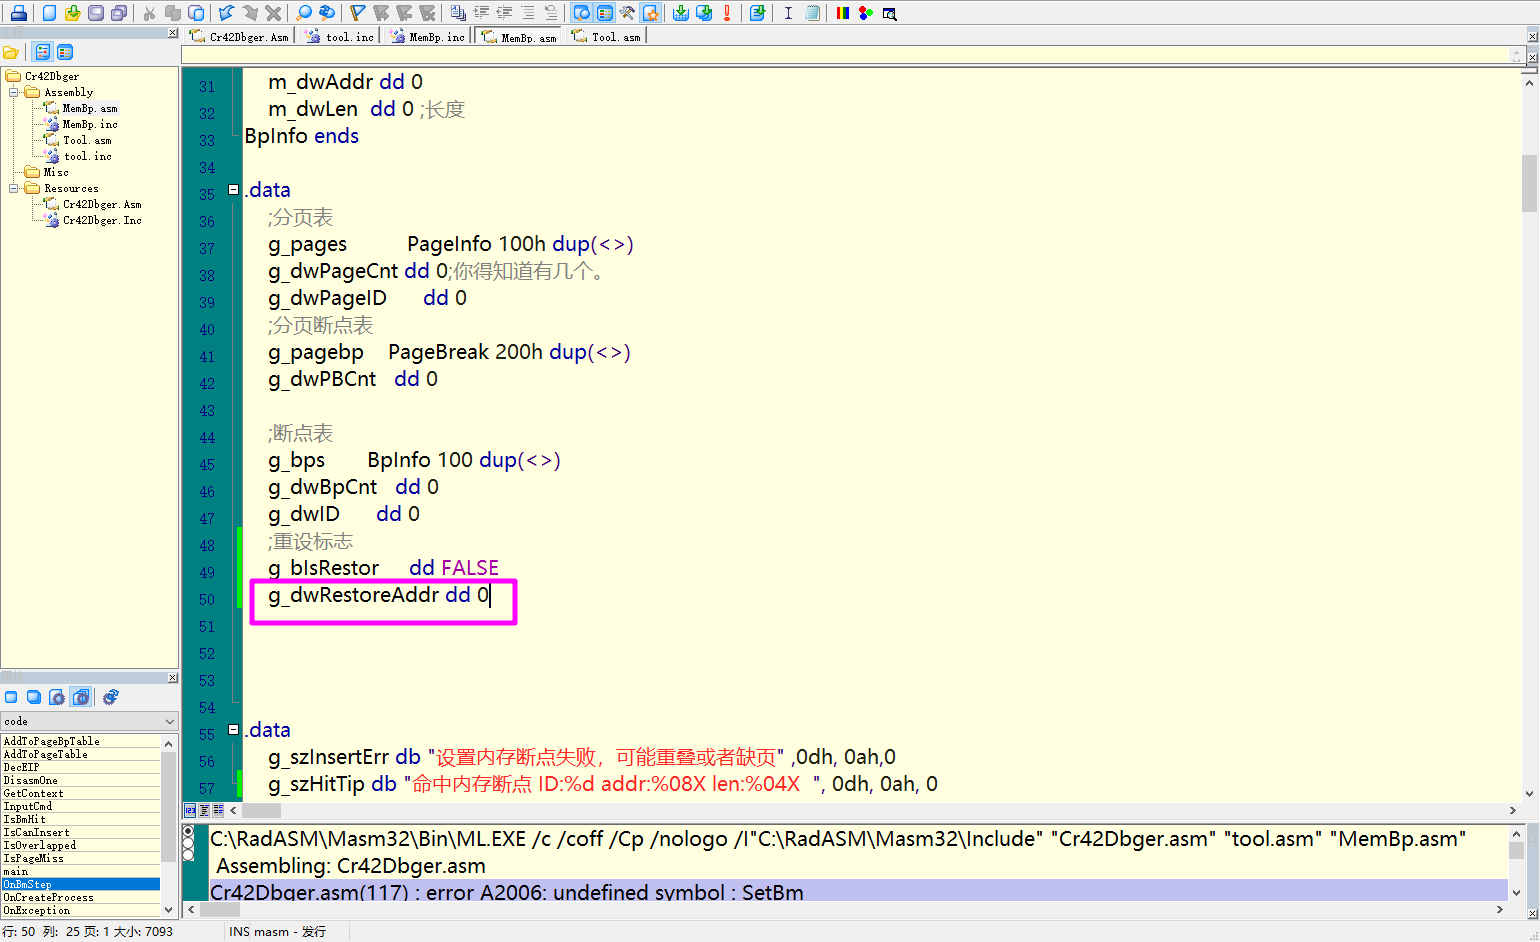 Cr42Dbger.Asm
tool.inc
MemBp.inc
MemBp.asm
Tool.asm
Cr42Dbger
Assembly
MemBp.asm
MemBp.inc
Tool.asm
tool.inc
Misc
Resources
Cr42Dbger.Asm
Cr42Dbger.Inc
code
AddToPageBpTable
AddToPageTable
DecEIP
DisasmOne
GetContext
InputCmd
IsBmHit
IsCanInsert
IsOverlapped
IsPageMiss
main
OnBmStep
OnCreateProcess
OnException
31 m_dwAddr dd 0
32 m_dwLen dd 0 ;长度
33 BpInfo ends
34
35 .data
36 ;分页表
37 g_pages PageInfo 100h dup(<>)
38 g_dwPageCnt dd 0;你得知道有几个。
39 g_dwPageID dd 0
40 ;分页断点表
41 g_pagebp PageBreak 200h dup(<>)
42 g_dwPBCnt dd 0
43
44 ;断点表
45 g_bps BpInfo 100 dup(<>)
46 g_dwBpCnt dd 0
47 g_dwID dd 0
48 ;重设标志
49 g_bIsRestor dd FALSE
50 g_dwRestoreAddr dd 0
51
52
53
54
55 .data
56 g_szInsertErr db "设置内存断点失败，可能重叠或者缺页" ,0dh, 0ah,0
57 g_szHitTip db "命中内存断点 ID:%d addr:%08X len:%04X  ", 0dh, 0ah, 0
C:\RadASM\Masm32\Bin\ML.EXE /c /coff /Cp /nologo /I"C:\RadASM\Masm32\Include" "Cr42Dbger.asm" "tool.asm" "MemBp.asm"
Assembling: Cr42Dbger.asm
Cr42Dbger.asm(117) : error A2006: undefined symbol : SetBm
行: 50 列: 25 页: 1 大小: 7093
INS masm - 发行